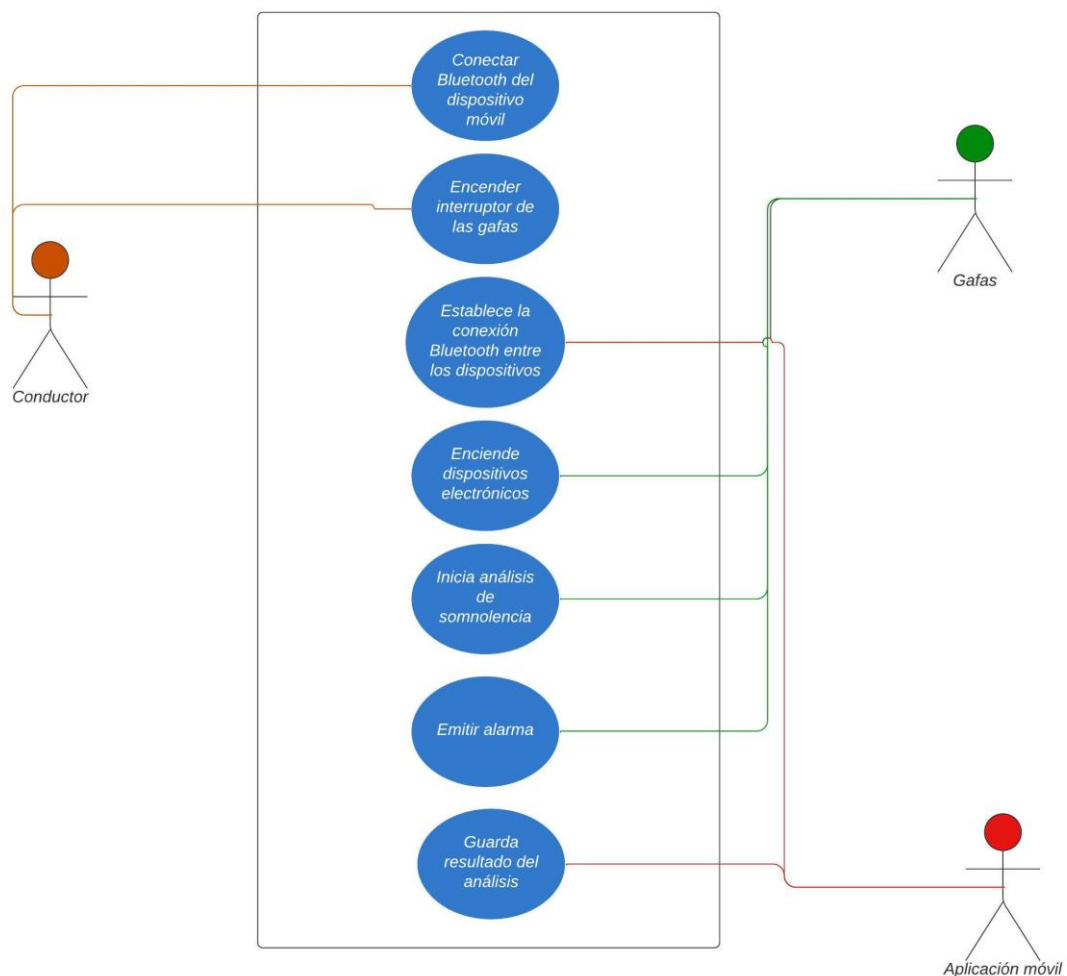 Conectar
Bluetooth del
dispositivo
móvil
Encender
interruptor de
las gafas
Establece la
conexión
Bluetooth entre
los dispositivos
Enciende
dispositivos
electrónicos
Inicia análisis
de
somnolencia
Emitir alarma
Guarda
resultado del
análisis
Conductor
Gafas
Aplicación móvil